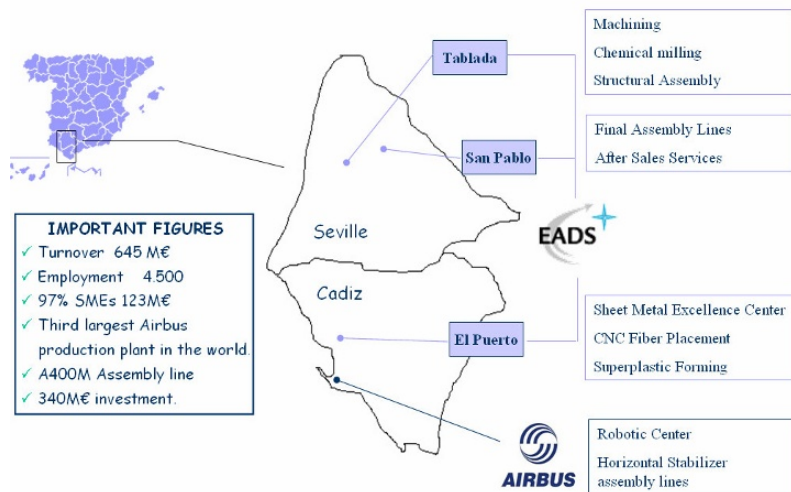 Machining
Chemical milling
Structural Assembly
Tablada
Final Assembly Lines
After Sales Services
San Pablo
Seville
EADS
IMPORTANT FIGURES
✓ Turnover 645 M€
✓ Employment 4.500
✓ 97% SMEs 123M€
✓ Third largest Airbus
production plant in the world.
✓ A400M Assembly line
✓ 340M€ investment.
Cadiz
El Puerto
Sheet Metal Excellence Center
CNC Fiber Placement
Superplastic Forming
AIRBUS
Robotic Center
Horizontal Stabilizer
assembly lines